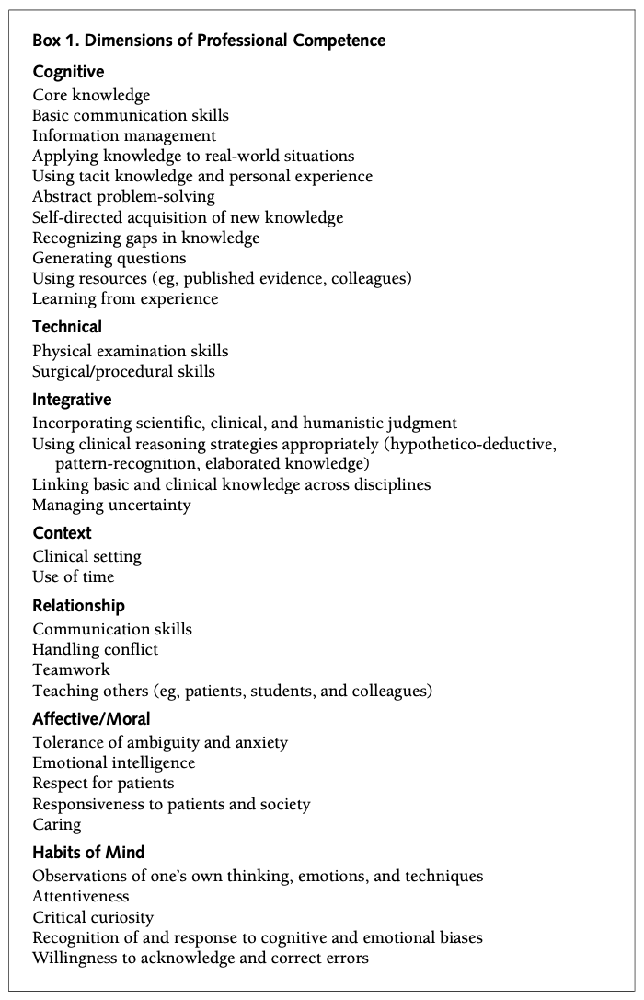 Box 1. Dimensions of Professional Competence
Cognitive
Core knowledge
Basic communication skills
Information management
Applying knowledge to real-world situations
Using tacit knowledge and personal experience
Abstract problem-solving
Self-directed acquisition of new knowledge
Recognizing gaps in knowledge
Generating questions
Using resources (eg, published evidence, colleagues)
Learning from experience
Technical
Physical examination skills
Surgical/procedural skills
Integrative
Incorporating scientific, clinical, and humanistic judgment
Using clinical reasoning strategies appropriately (hypothetico-deductive,
pattern-recognition, elaborated knowledge)
Linking basic and clinical knowledge across disciplines
Managing uncertainty
Context
Clinical setting
Use of time
Relationship
Communication skills
Handling conflict
Teamwork
Teaching others (eg, patients, students, and colleagues)
Affective/Moral
Tolerance of ambiguity and anxiety
Emotional intelligence
Respect for patients
Responsiveness to patients and society
Caring
Habits of Mind
Observations of one’s own thinking, emotions, and techniques
Attentiveness
Critical curiosity
Recognition of and response to cognitive and emotional biases
Willingness to acknowledge and correct errors